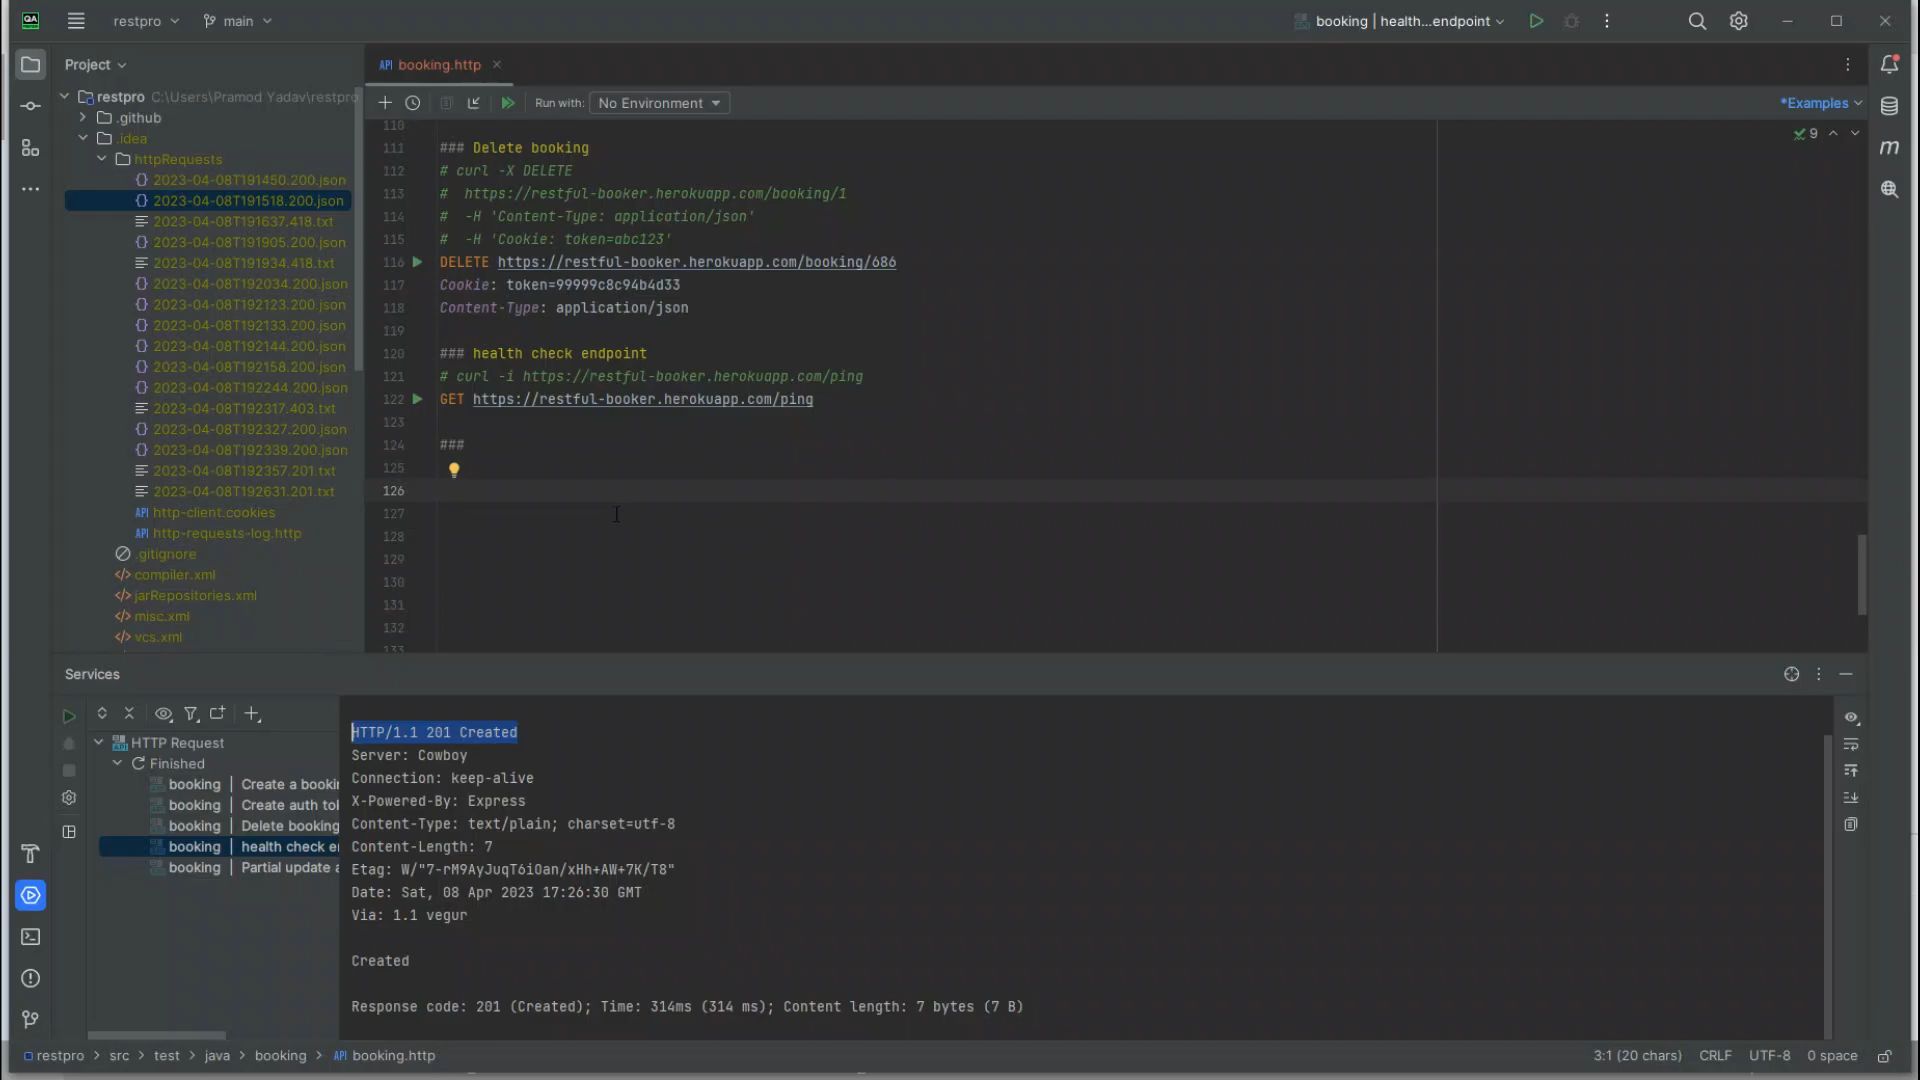 QA
restpro
main
booking | health...endpoint
Project
API booking.http
Run with: No Environment
*Examples
restpro C:\Users\Pramod Yadav\restpro
.github
.idea
httpRequests
{} 2023-04-08T191450.200.json
{} 2023-04-08T191518.200.json
2023-04-08T191637.418.txt
{} 2023-04-08T191905.200.json
2023-04-08T191934.418.txt
{} 2023-04-08T192034.200.json
{} 2023-04-08T192123.200.json
{} 2023-04-08T192133.200.json
{} 2023-04-08T192144.200.json
{} 2023-04-08T192158.200.json
{} 2023-04-08T192244.200.json
2023-04-08T192317.403.txt
{} 2023-04-08T192327.200.json
{} 2023-04-08T192339.200.json
2023-04-08T192357.201.txt
2023-04-08T192631.201.txt
API http-client.cookies
API http-requests-log.http
.gitignore
</> compiler.xml
</> jarRepositories.xml
</> misc.xml
</> vcs.xml
9
110
111 ### Delete booking
112 # curl -X DELETE
113 #  https://restful-booker.herokuapp.com/booking/1
114 #  -H 'Content-Type: application/json'
115 #  -H 'Cookie: token=abc123'
116 DELETE https://restful-booker.herokuapp.com/booking/686
117 Cookie: token=99999c8c94b4d33
118 Content-Type: application/json
119
120 ### health check endpoint
121 # curl -i https://restful-booker.herokuapp.com/ping
122 GET https://restful-booker.herokuapp.com/ping
123
124 ###
125
126
127
128
129
130
131
132
133
m
Services
HTTP Request
Finished
booking | Create a bookin
booking | Create auth tok
booking | Delete booking
booking | health check en
booking | Partial update a
HTTP/1.1 201 Created
Server: Cowboy
Connection: keep-alive
X-Powered-By: Express
Content-Type: text/plain; charset=utf-8
Content-Length: 7
Etag: W/"7-rM9AyJuqT6iOan/xHh+AW+7K/T8"
Date: Sat, 08 Apr 2023 17:26:30 GMT
Via: 1.1 vegur
Created
Response code: 201 (Created); Time: 314ms (314 ms); Content length: 7 bytes (7 B)
restpro > src > test > java > booking > API booking.http
3:1 (20 chars) CRLF UTF-8 0 space